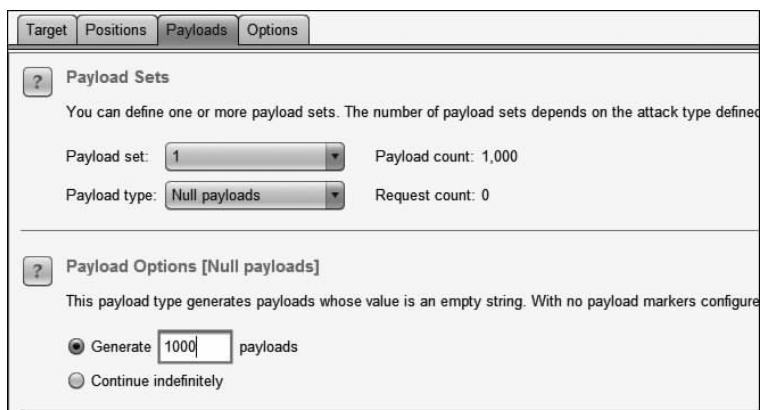 Target Positions Payloads Options
? Payload Sets
You can define one or more payload sets. The number of payload sets depends on the attack type defined
Payload set: 1 Payload count: 1,000
Payload type: Null payloads Request count: 0
? Payload Options [Null payloads]
This payload type generates payloads whose value is an empty string. With no payload markers configure
Generate 1000 payloads
Continue indefinitely